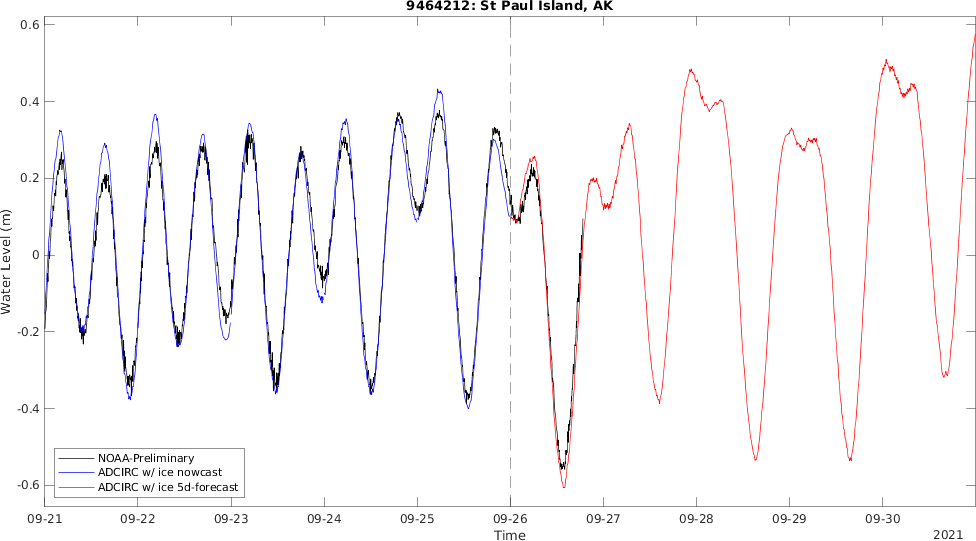 9464212: St Paul Island, AK
0.6
0.4
0.2
0
-0.2
-0.4
-0.6
Water Level (m)
NOAA-Preliminary
ADCIRC w/ ice nowcast
ADCIRC w/ ice 5d-forecast
09-21 09-22 09-23 09-24 09-25 09-26 09-27 09-28 09-29 09-30
Time
2021